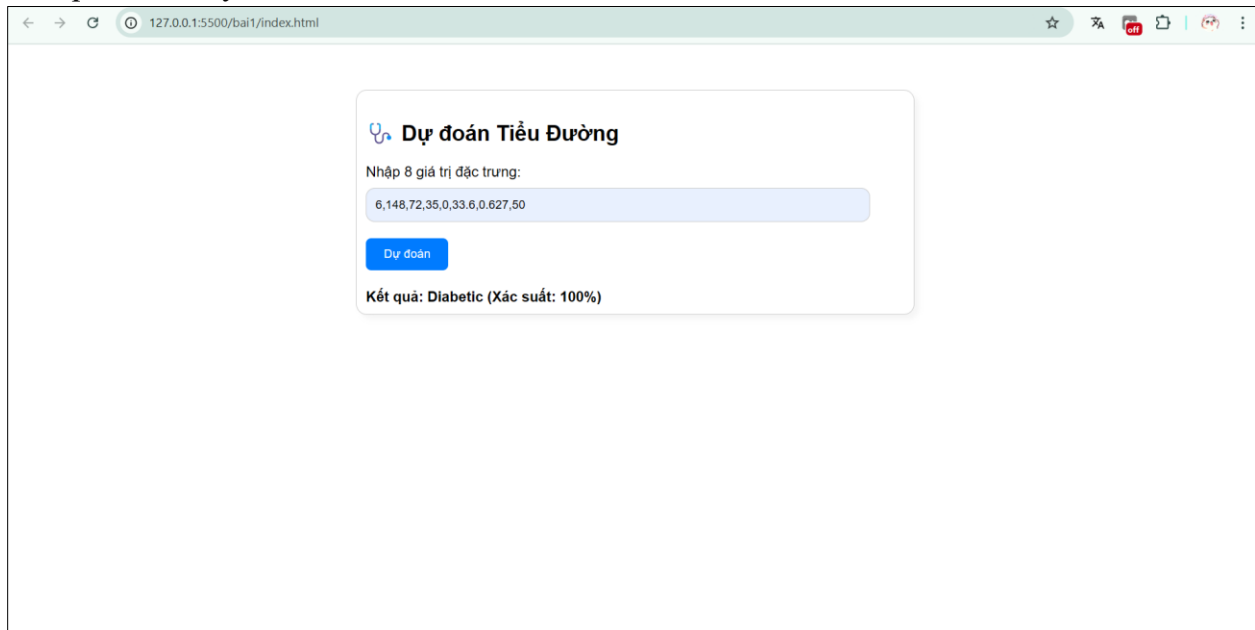 127.0.0.1:5500/bai1/index.html
off
Dự đoán Tiểu Đường
Nhập 8 giá trị đặc trưng:
6,148,72,35,0,33.6,0.627,50
Dự đoán
Kết quả: Diabetic (Xác suất: 100%)